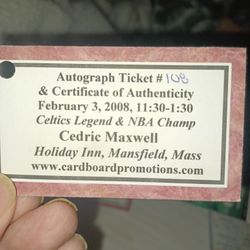 Autograph Ticket # 108
& Certificate of Authenticity
February 3, 2008, 11:30-1:30
Celtics Legend & NBA Champ
Cedric Maxwell
Holiday Inn, Mansfield, Mass
www.cardboardpromotions.com